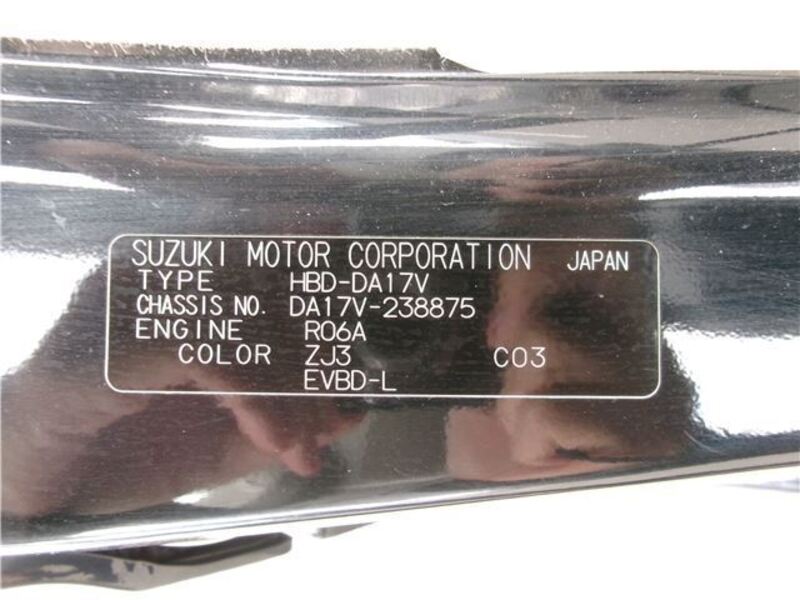 SUZUKI MOTOR CORPORATION JAPAN
TYPE HBD-DA17V
CHASSIS NO. DA17V-238875
ENGINE R06A
COLOR ZJ3 C03
EVBD-L